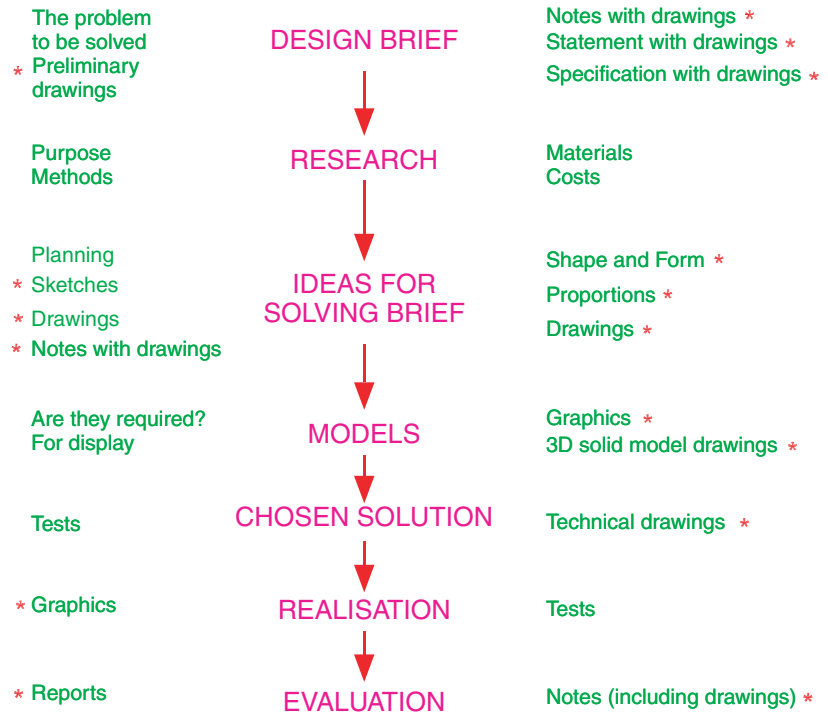 The problem
to be solved
* Preliminary
drawings
DESIGN BRIEF
Notes with drawings *
Statement with drawings *
Specification with drawings *
Purpose
Methods
RESEARCH
Materials
Costs
Planning
* Sketches
* Drawings
* Notes with drawings
IDEAS FOR
SOLVING BRIEF
Shape and Form *
Proportions *
Drawings *
Are they required?
For display
MODELS
Graphics *
3D solid model drawings *
Tests
CHOSEN SOLUTION
Technical drawings *
* Graphics
REALISATION
Tests
* Reports
EVALUATION
Notes (including drawings) *